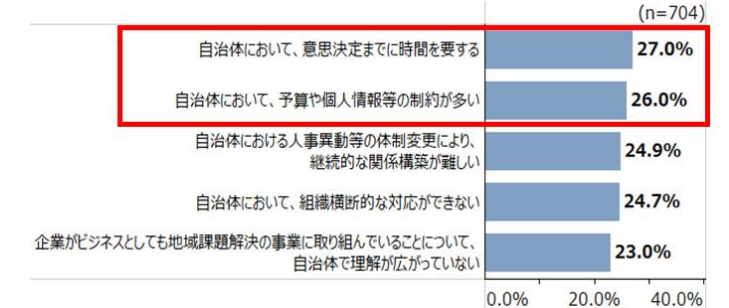 (n=704)
自治体において、意思決定までに時間を要する
27.0%
自治体において、予算や個人情報等の制約が多い
26.0%
自治体における人事異動等の体制変更により、
継続的な関係構築が難しい
24.9%
自治体において、組織横断的な対応ができない
24.7%
企業がビジネスとしても地域課題解決の事業に取り組んでいることについて、
自治体で理解が広がっていない
23.0%
0.0% 20.0% 40.0%